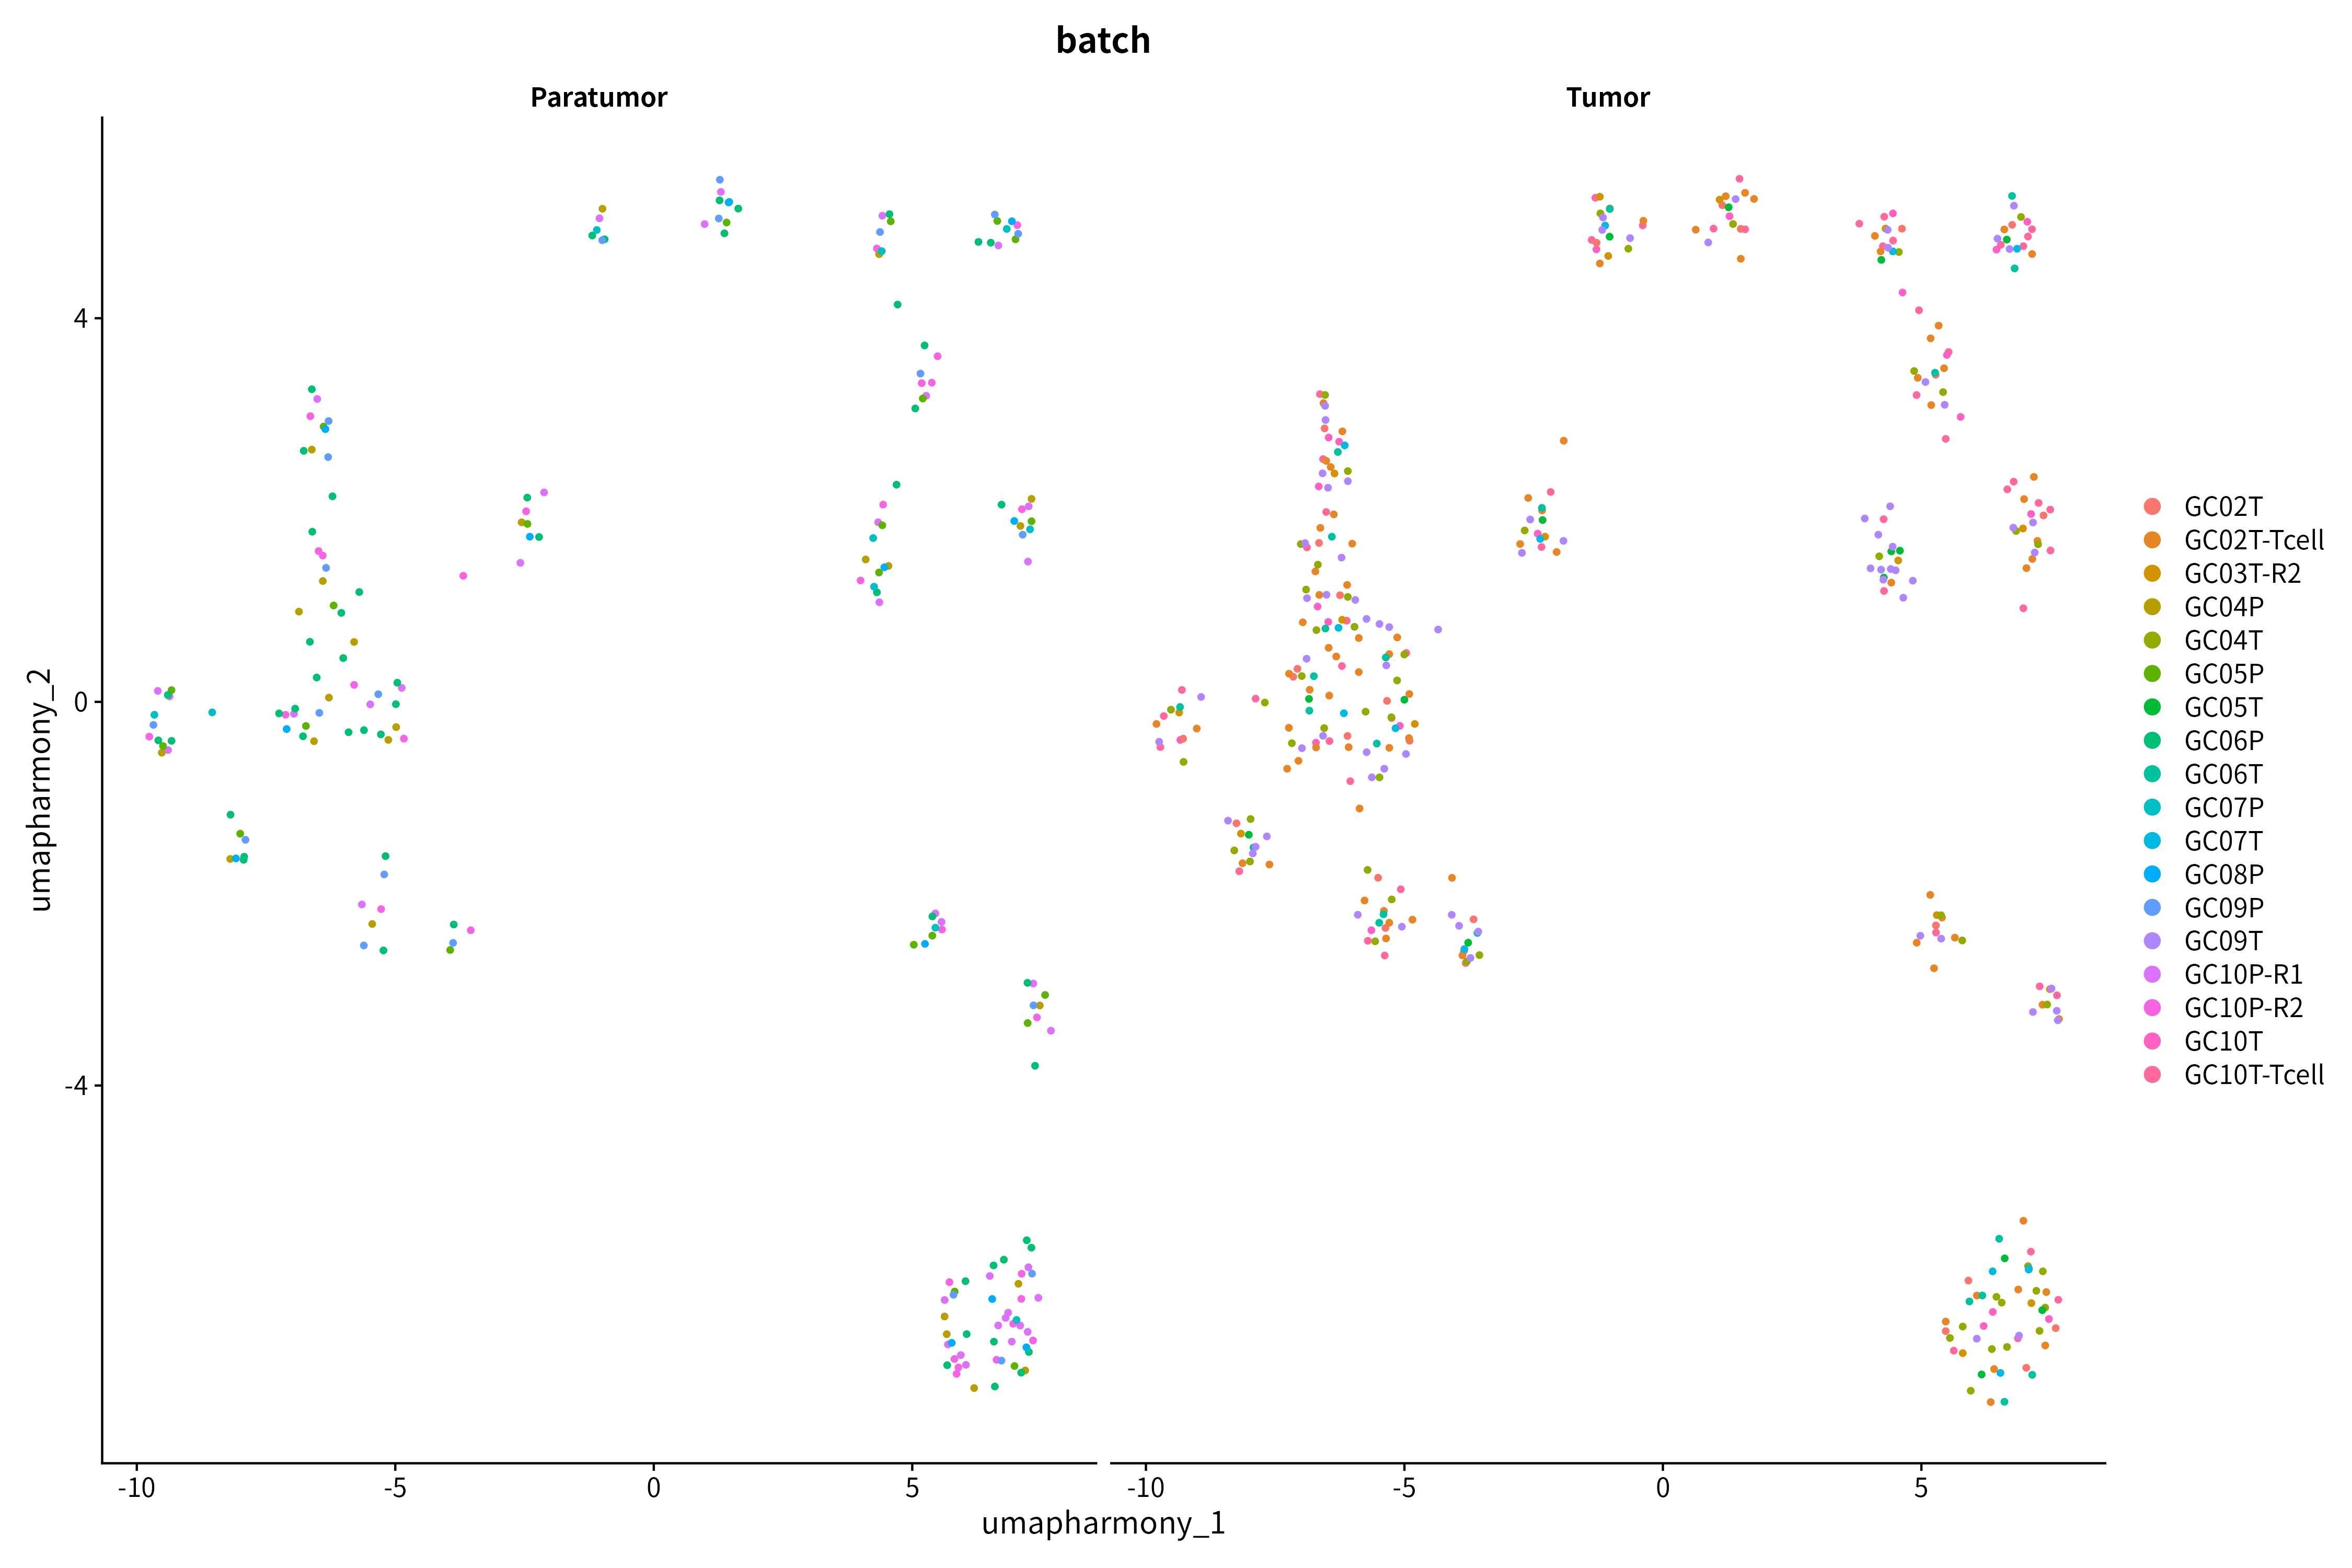 batch
Paratumor
Tumor
4
0
-4
umapharmony_2
-10
-5
0
5
-10
-5
0
5
umapharmony_1
GC02T
GC02T-Tcell
GC03T-R2
GC04P
GC04T
GC05P
GC05T
GC06P
GC06T
GC07P
GC07T
GC08P
GC09P
GC09T
GC10P-R1
GC10P-R2
GC10T
GC10T-Tcell